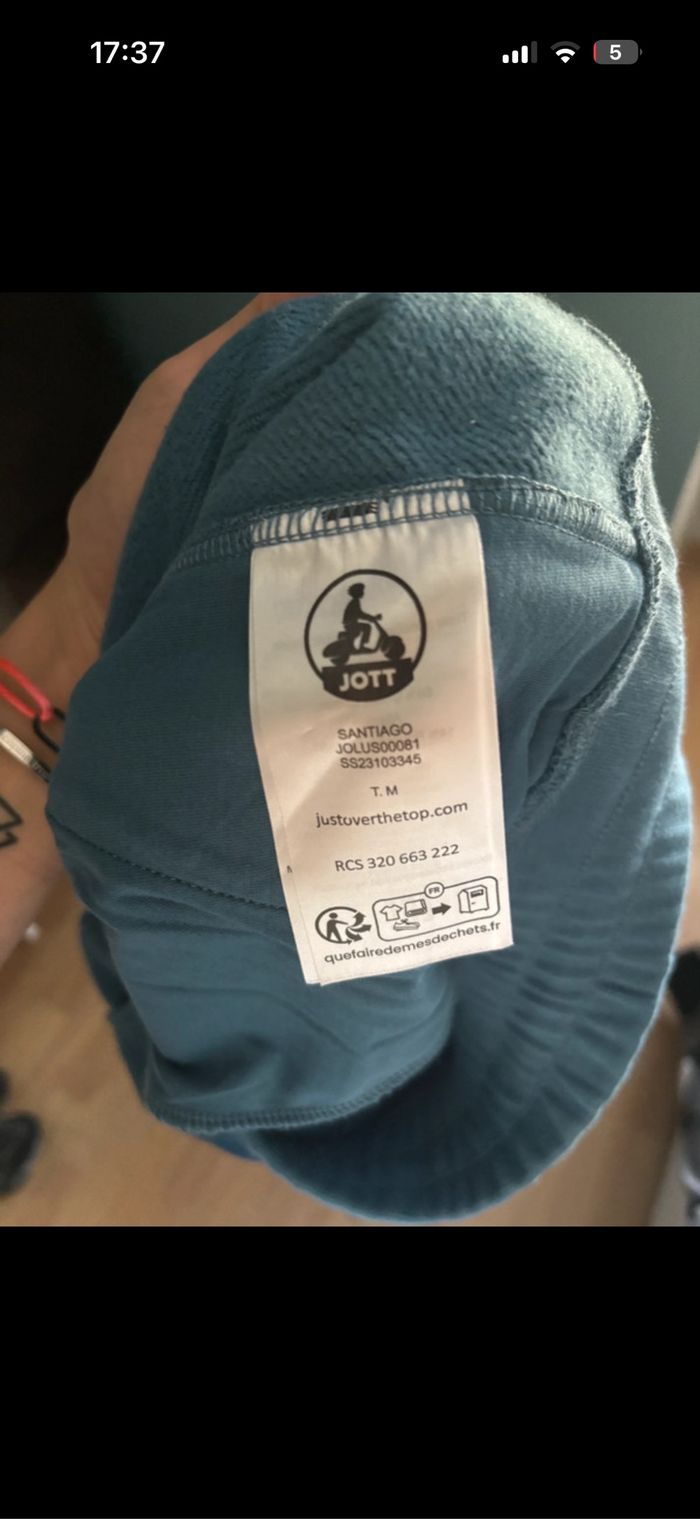 17:37
5
JOTT
SANTIAGO
JOLUS00081
SS23103345
T. M
justoverthetop.com
RCS 320 663 222
FR
quefairedemesdechets.fr